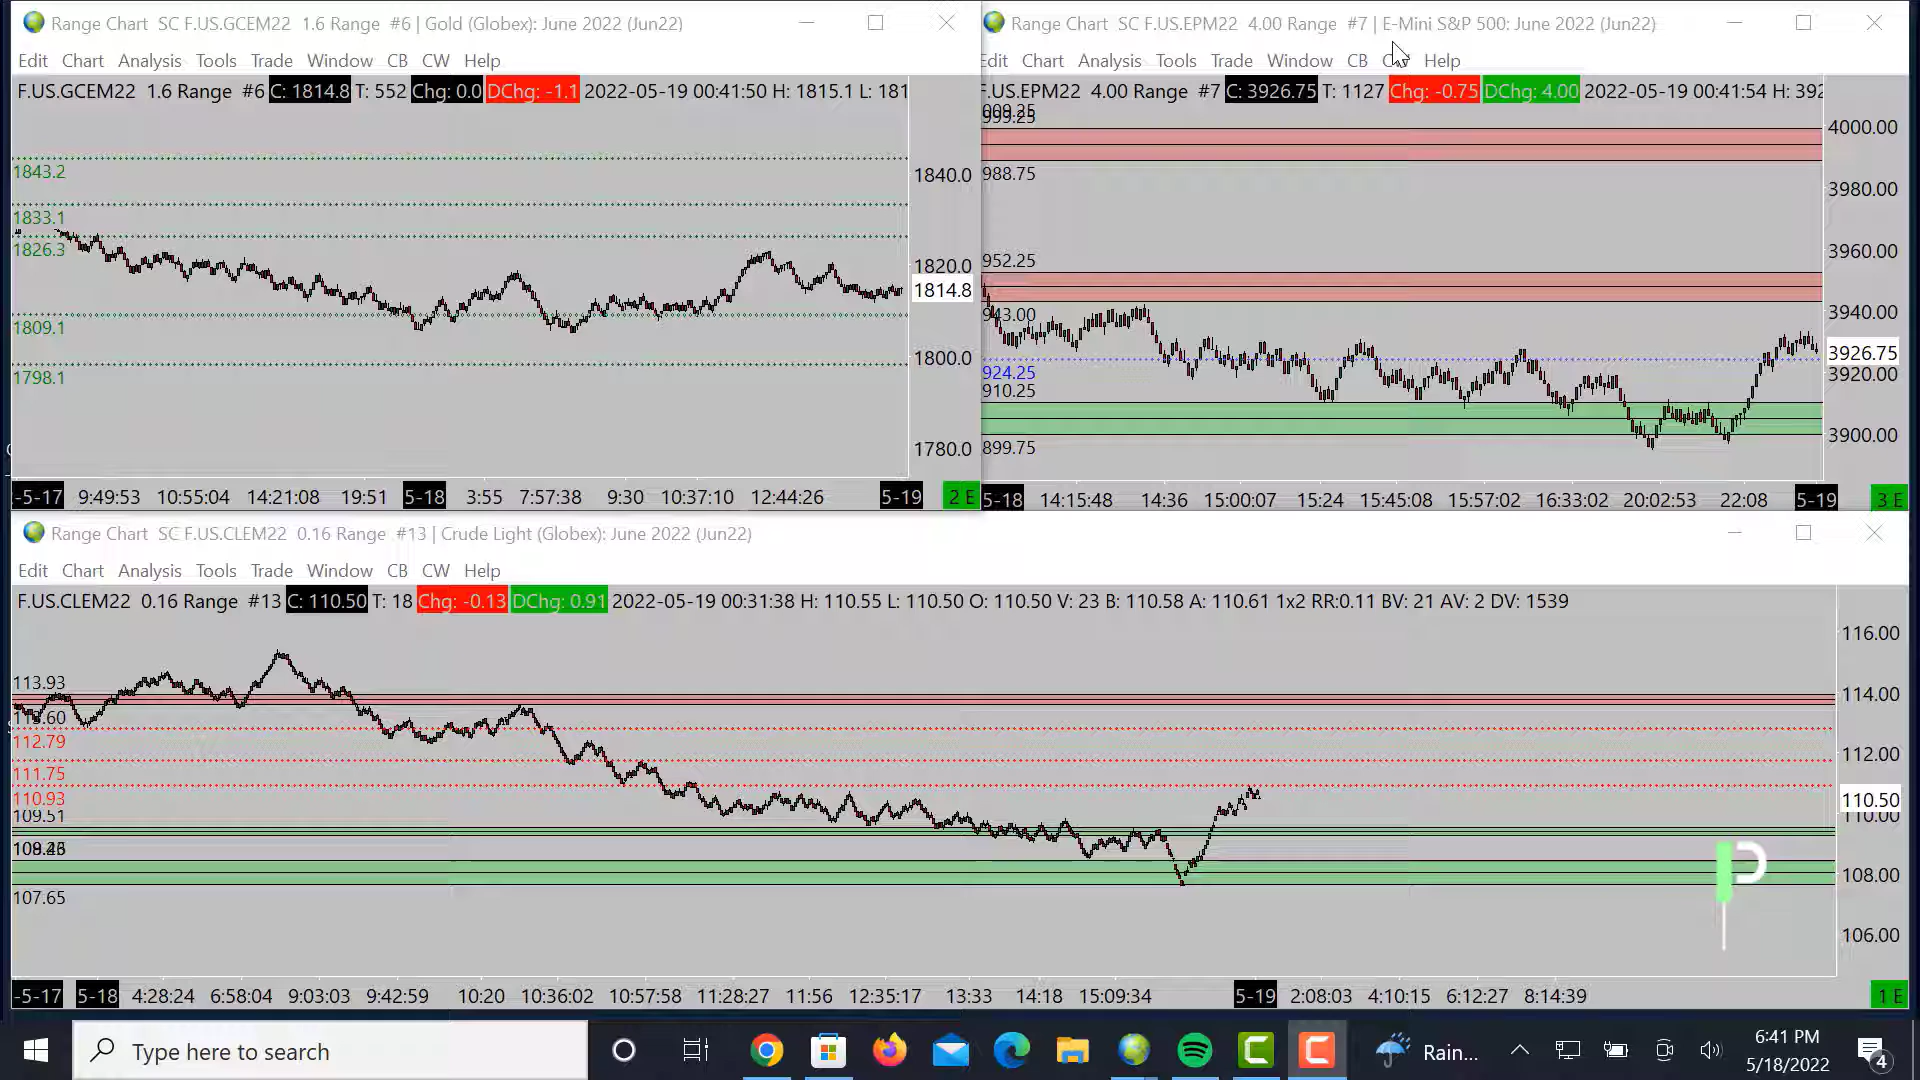 Range Chart SC F.US.GCEM22 1.6 Range #6 | Gold (Globex): June 2022 (Jun22)
Edit Chart Analysis Tools Trade Window CB CW Help
F.US.GCEM22 1.6 Range #6 C: 1814.8 T: 552 Chg: 0.0 DChg: -1.1 2022-05-19 00:41:50 H: 1815.1 L: 181
1843.2
1833.1
1826.3
1809.1
1798.1
1840.0
1820.0
1814.8
1800.0
1780.0
-5-17 9:49:53 10:55:04 14:21:08 19:51 5-18 3:55 7:57:38 9:30 10:37:10 12:44:26 5-19 2 E
Range Chart SC F.US.EPM22 4.00 Range #7 | E-Mini S&P 500: June 2022 (Jun22)
Edit Chart Analysis Tools Trade Window CB Help
F.US.EPM22 4.00 Range #7 C: 3926.75 T: 1127 Chg: -0.75 DChg: 4.00 2022-05-19 00:41:54 H: 392
009.25
999.25
988.75
952.25
943.00
924.25
910.25
899.75
4000.00
3980.00
3960.00
3940.00
3926.75
3920.00
3900.00
5-18 14:15:48 14:36 15:00:07 15:24 15:45:08 15:57:02 16:33:02 20:02:53 22:08 5-19 3 E
Range Chart SC F.US.CLEM22 0.16 Range #13 | Crude Light (Globex): June 2022 (Jun22)
Edit Chart Analysis Tools Trade Window CB CW Help
F.US.CLEM22 0.16 Range #13 C: 110.50 T: 18 Chg: -0.13 DChg: 0.91 2022-05-19 00:31:38 H: 110.55 L: 110.50 O: 110.50 V: 23 B: 110.58 A: 110.61 1x2 RR:0.11 BV: 21 AV: 2 DV: 1539
113.93
112.79
111.75
110.93
109.51
107.65
116.00
114.00
112.00
110.50
110.00
108.00
106.00
-5-17 5-18 4:28:24 6:58:04 9:03:03 9:42:59 10:20 10:36:02 10:57:58 11:28:27 11:56 12:35:17 13:33 14:18 15:09:34 5-19 2:08:03 4:10:15 6:12:27 8:14:39 1 E
Type here to search
Rain...
6:41 PM
5/18/2022
4